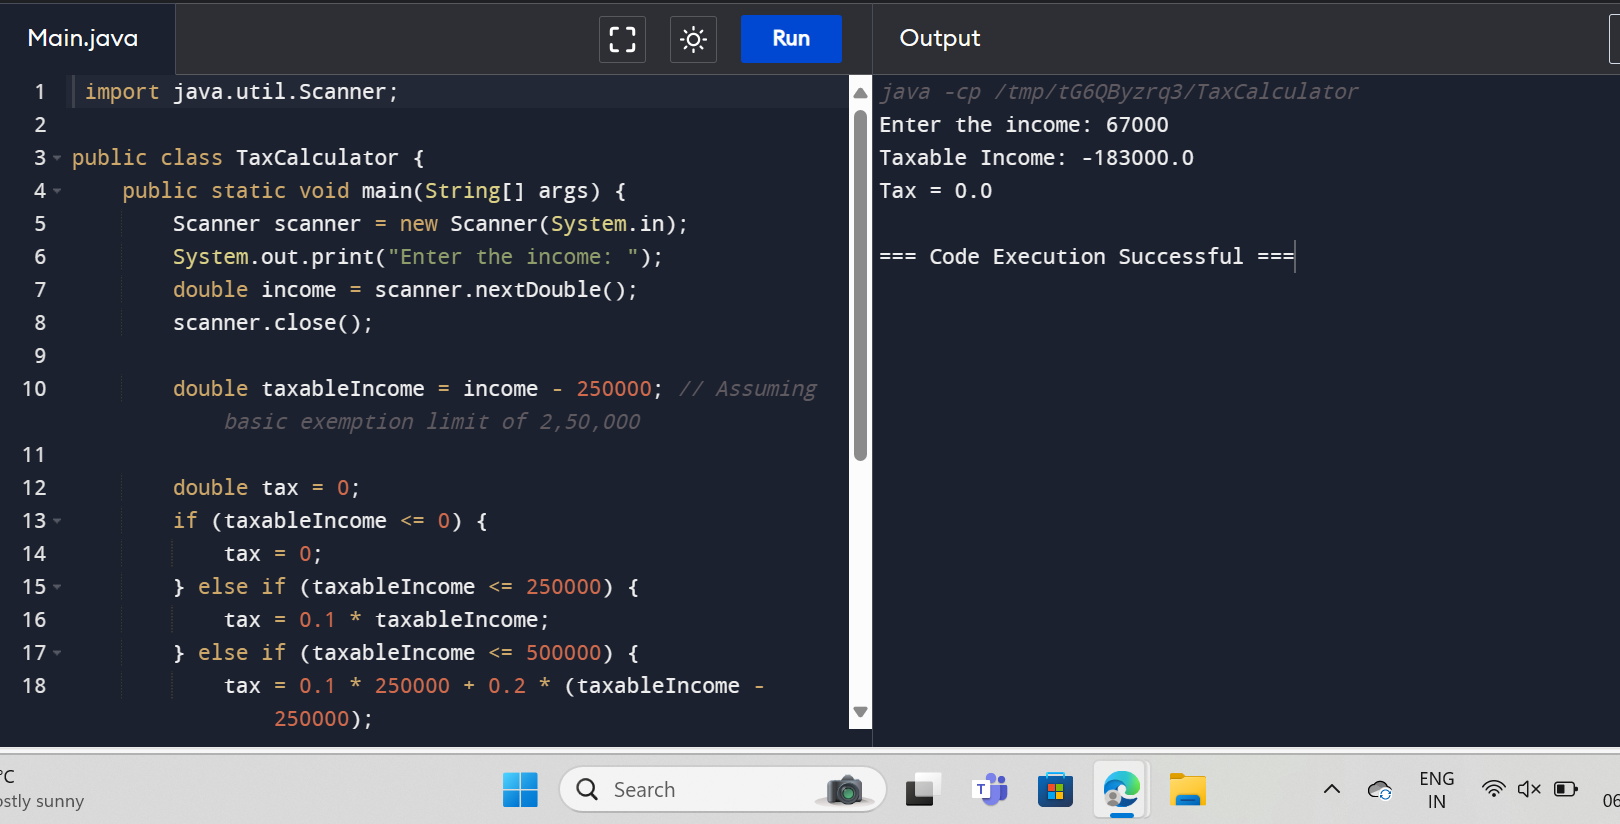 Main.java
Run
1 import java.util.Scanner;
2
3 public class TaxCalculator {
4 public static void main(String[] args) {
5 Scanner scanner = new Scanner(System.in);
6 System.out.print("Enter the income: ");
7 double income = scanner.nextDouble();
8 scanner.close();
9
10 double taxableIncome = income - 250000; // Assuming
basic exemption limit of 2,50,000
11
12 double tax = 0;
13 if (taxableIncome <= 0) {
14 tax = 0;
15 } else if (taxableIncome <= 250000) {
16 tax = 0.1 * taxableIncome;
17 } else if (taxableIncome <= 500000) {
18 tax = 0.1 * 250000 + 0.2 * (taxableIncome -
250000);
Output
java -cp /tmp/tG6QByzrq3/TaxCalculator
Enter the income: 67000
Taxable Income: -183000.0
Tax = 0.0
=== Code Execution Successful ===
°C
ostly sunny
Search
ENG
IN
06